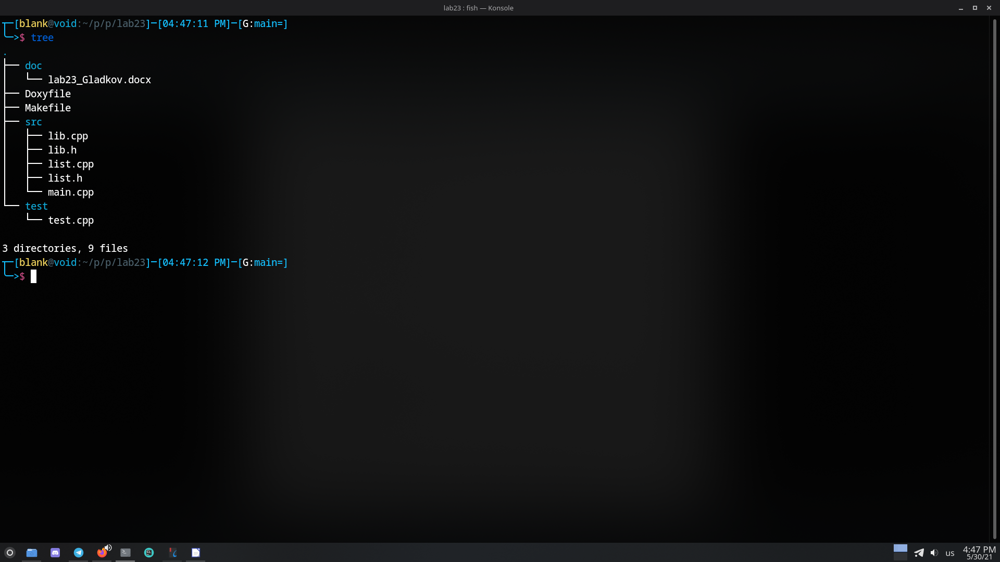 lab23 : fish — Konsole
┬─[blank@void:~/p/p/lab23]─[04:47:11 PM]─[G:main=]
╰─>$ tree
.
├── doc
│   └── lab23_Gladkov.docx
├── Doxyfile
├── Makefile
├── src
│   ├── lib.cpp
│   ├── lib.h
│   ├── list.cpp
│   ├── list.h
│   └── main.cpp
└── test
    └── test.cpp
3 directories, 9 files
┬─[blank@void:~/p/p/lab23]─[04:47:12 PM]─[G:main=]
╰─>$
us
4:47 PM
5/30/21